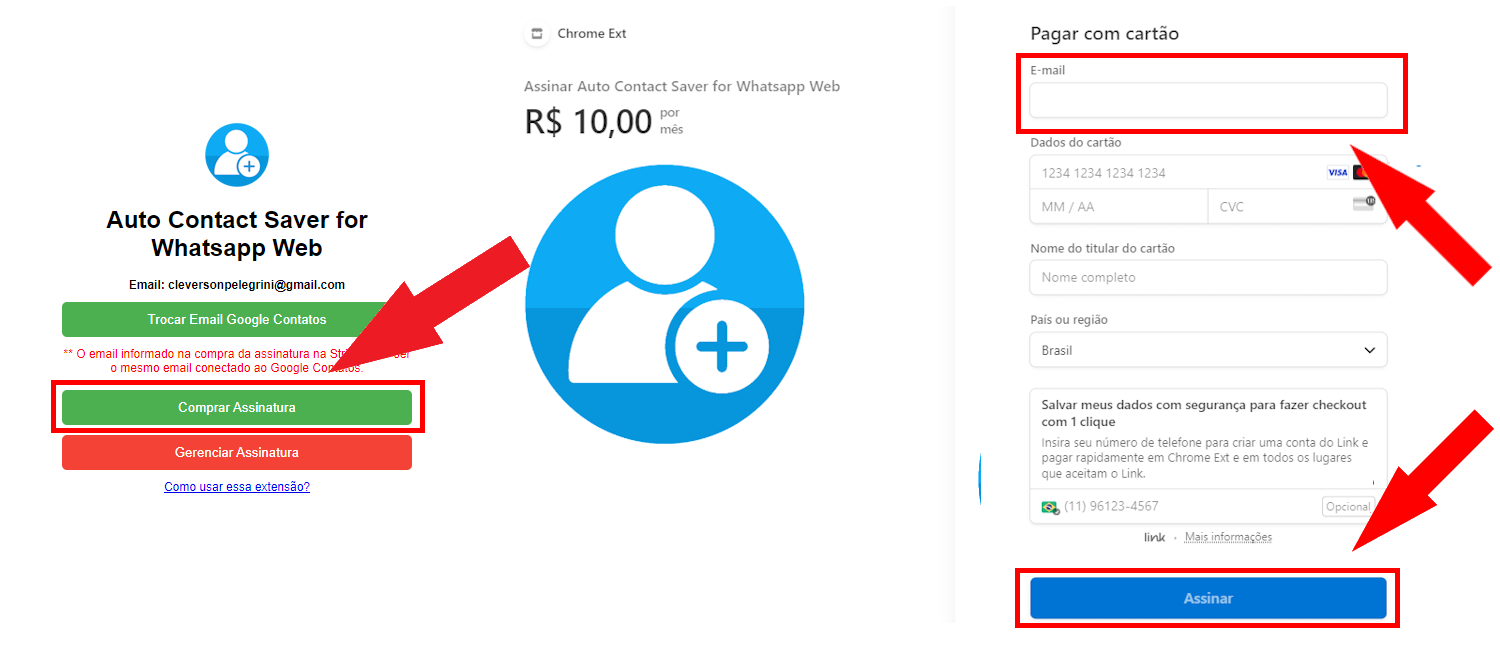 Auto Contact Saver for
Whatsapp Web
Email: cleversonpelegrini@gmail.com
Trocar Email Google Contatos
** O email informado na compra da assinatura na
o mesmo email conectado ao Google Contatos.
Comprar Assinatura
Gerenciar Assinatura
Como usar essa extensão?
Chrome Ext
Assinar Auto Contact Saver for Whatsapp Web
R$ 10,00 por
mês
Pagar com cartão
E-mail
Dados do cartão
1234 1234 1234 1234
VISA
MM / AA
CVC
Nome do titular do cartão
Nome completo
País ou região
Brasil
Salvar meus dados com segurança para fazer checkout
com 1 clique
Insira seu número de telefone para criar uma conta do Link e
pagar rapidamente em Chrome Ext e em todos os lugares
que aceitam o Link.
(11) 96123-4567
Opcional
link · Mais informações
Assinar